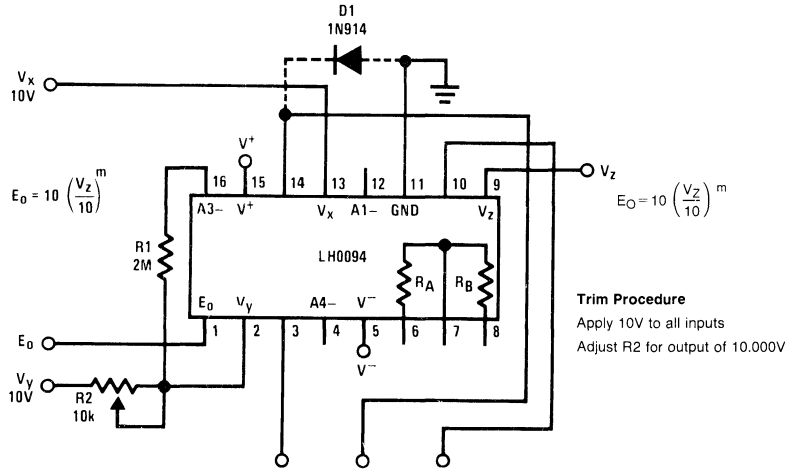 D1
1N914
Vx
10V
V+
Vz
16 15 14 13 12 11 10 9
E₀ = 10 (Vz/10)^m
A3− V+ Vx A1− GND Vz
E_O = 10 (V_Z/10)^m
R1
2M
LH0094
RA RB
Trim Procedure
Apply 10V to all inputs
Adjust R2 for output of 10.000V
E₀ Vy A4− V−
1 2 3 4 5 6 7 8
E₀
V−
Vy
10V
R2
10k